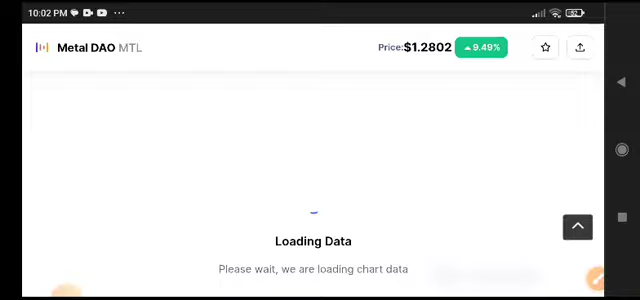 10:02 PM
Metal DAO MTL
Price:$1.2802 9.49%
Loading Data
Please wait, we are loading chart data